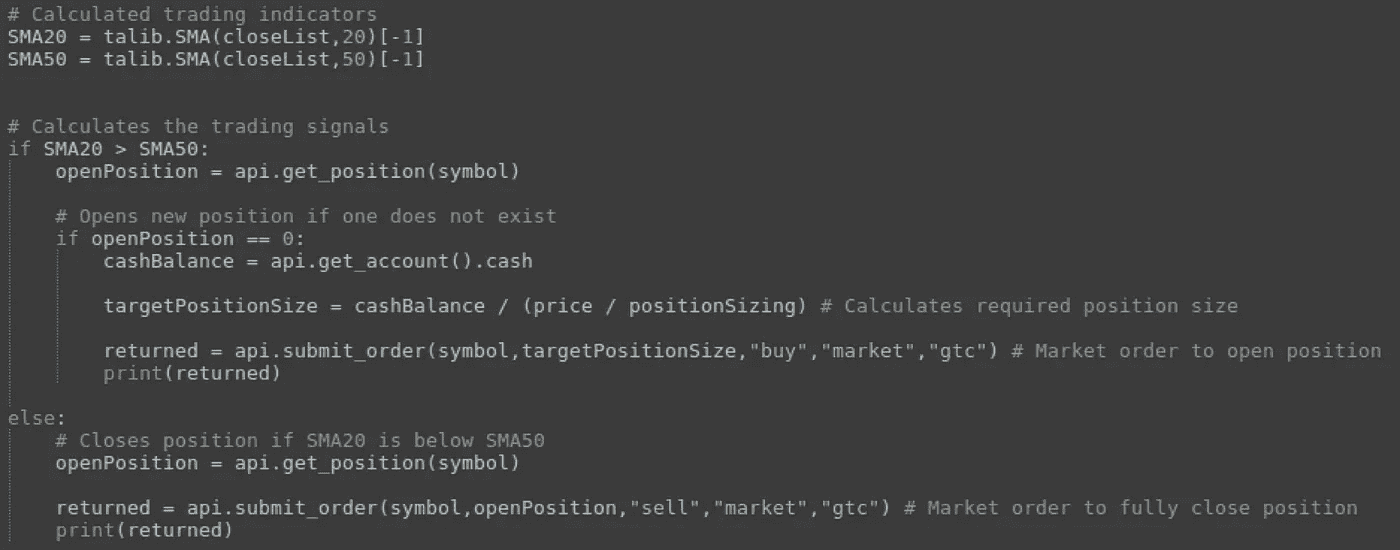 # Calculated trading indicators
SMA20 = talib.SMA(closeList,20)[-1]
SMA50 = talib.SMA(closeList,50)[-1]
# Calculates the trading signals
if SMA20 > SMA50:
    openPosition = api.get_position(symbol)
    # Opens new position if one does not exist
    if openPosition == 0:
        cashBalance = api.get_account().cash
        targetPositionSize = cashBalance / (price / positionSizing) # Calculates required position size
        returned = api.submit_order(symbol,targetPositionSize,"buy","market","gtc") # Market order to open position
        print(returned)
else:
    # Closes position if SMA20 is below SMA50
    openPosition = api.get_position(symbol)
    returned = api.submit_order(symbol,openPosition,"sell","market","gtc") # Market order to fully close position
    print(returned)